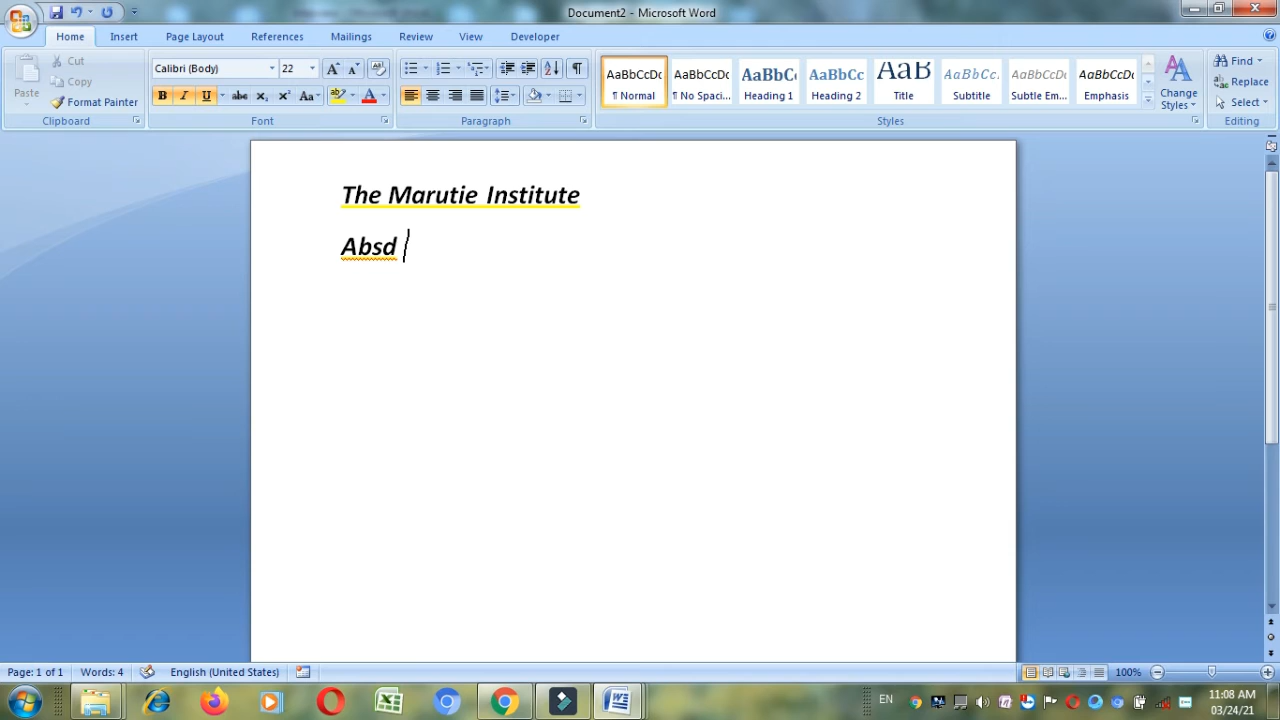 Document2 - Microsoft Word
Home Insert Page Layout References Mailings Review View Developer
Paste
Cut
Copy
Format Painter
Clipboard
Calibri (Body) 22
Font
Paragraph
AaBbCcDc AaBbCcDc AaBbC AaBbCc AaB AaBbCc. AaBbCcDc AaBbCcDc
¶ Normal ¶ No Spaci... Heading 1 Heading 2 Title Subtitle Subtle Em... Emphasis
Change Styles
Styles
Find
Replace
Select
Editing
The Marutie Institute
Absd
Page: 1 of 1 Words: 4 English (United States) 100%
EN 11:08 AM
03/24/21